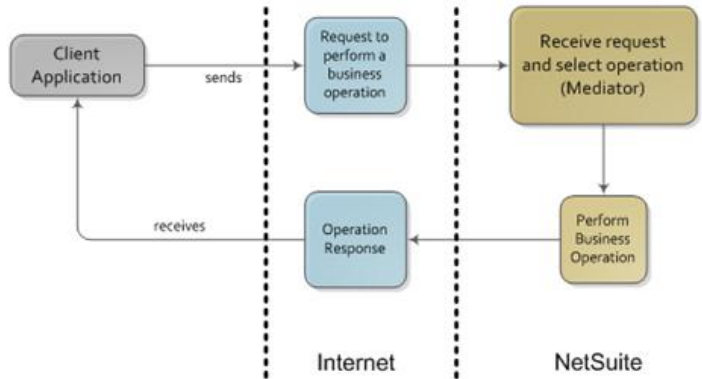 Client
Application
sends
Request to
perform a
business
operation
Receive request
and select operation
(Mediator)
receives
Operation
Response
Perform
Business
Operation
Internet
NetSuite